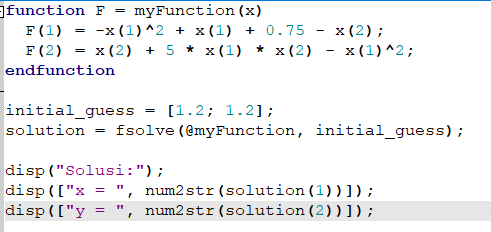 function F = myFunction(x)
  F(1) = -x(1)^2 + x(1) + 0.75 - x(2);
  F(2) = x(2) + 5 * x(1) * x(2) - x(1)^2;
endfunction

initial_guess = [1.2; 1.2];
solution = fsolve(@myFunction, initial_guess);

disp("Solusi:");
disp(["x = ", num2str(solution(1))]);
disp(["y = ", num2str(solution(2))]);